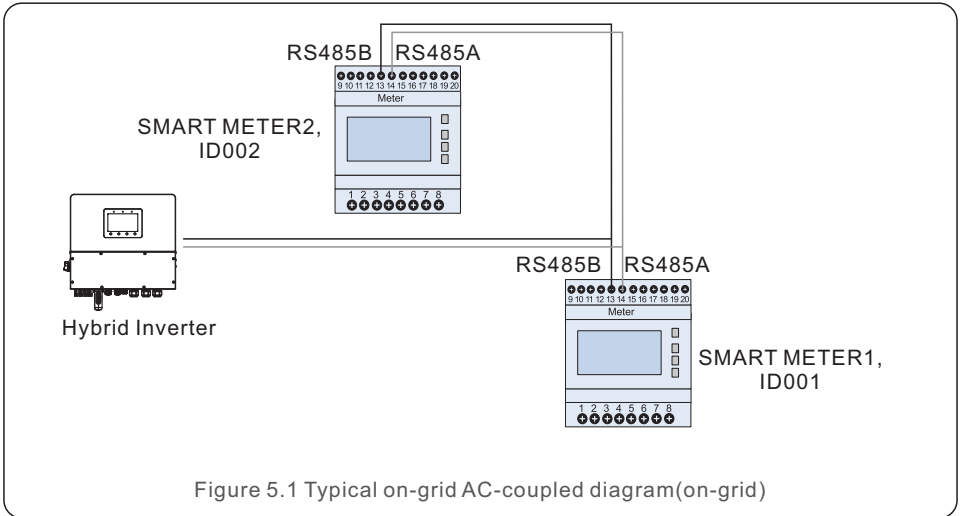 RS485B RS485A
9 10 11 12 13 14 15 16 17 18 19 20
Meter
SMART METER2,
ID002
1 2 3 4 5 6 7 8
Hybrid Inverter
RS485B RS485A
9 10 11 12 13 14 15 16 17 18 19 20
Meter
SMART METER1,
ID001
1 2 3 4 5 6 7 8
Figure 5.1 Typical on-grid AC-coupled diagram(on-grid)